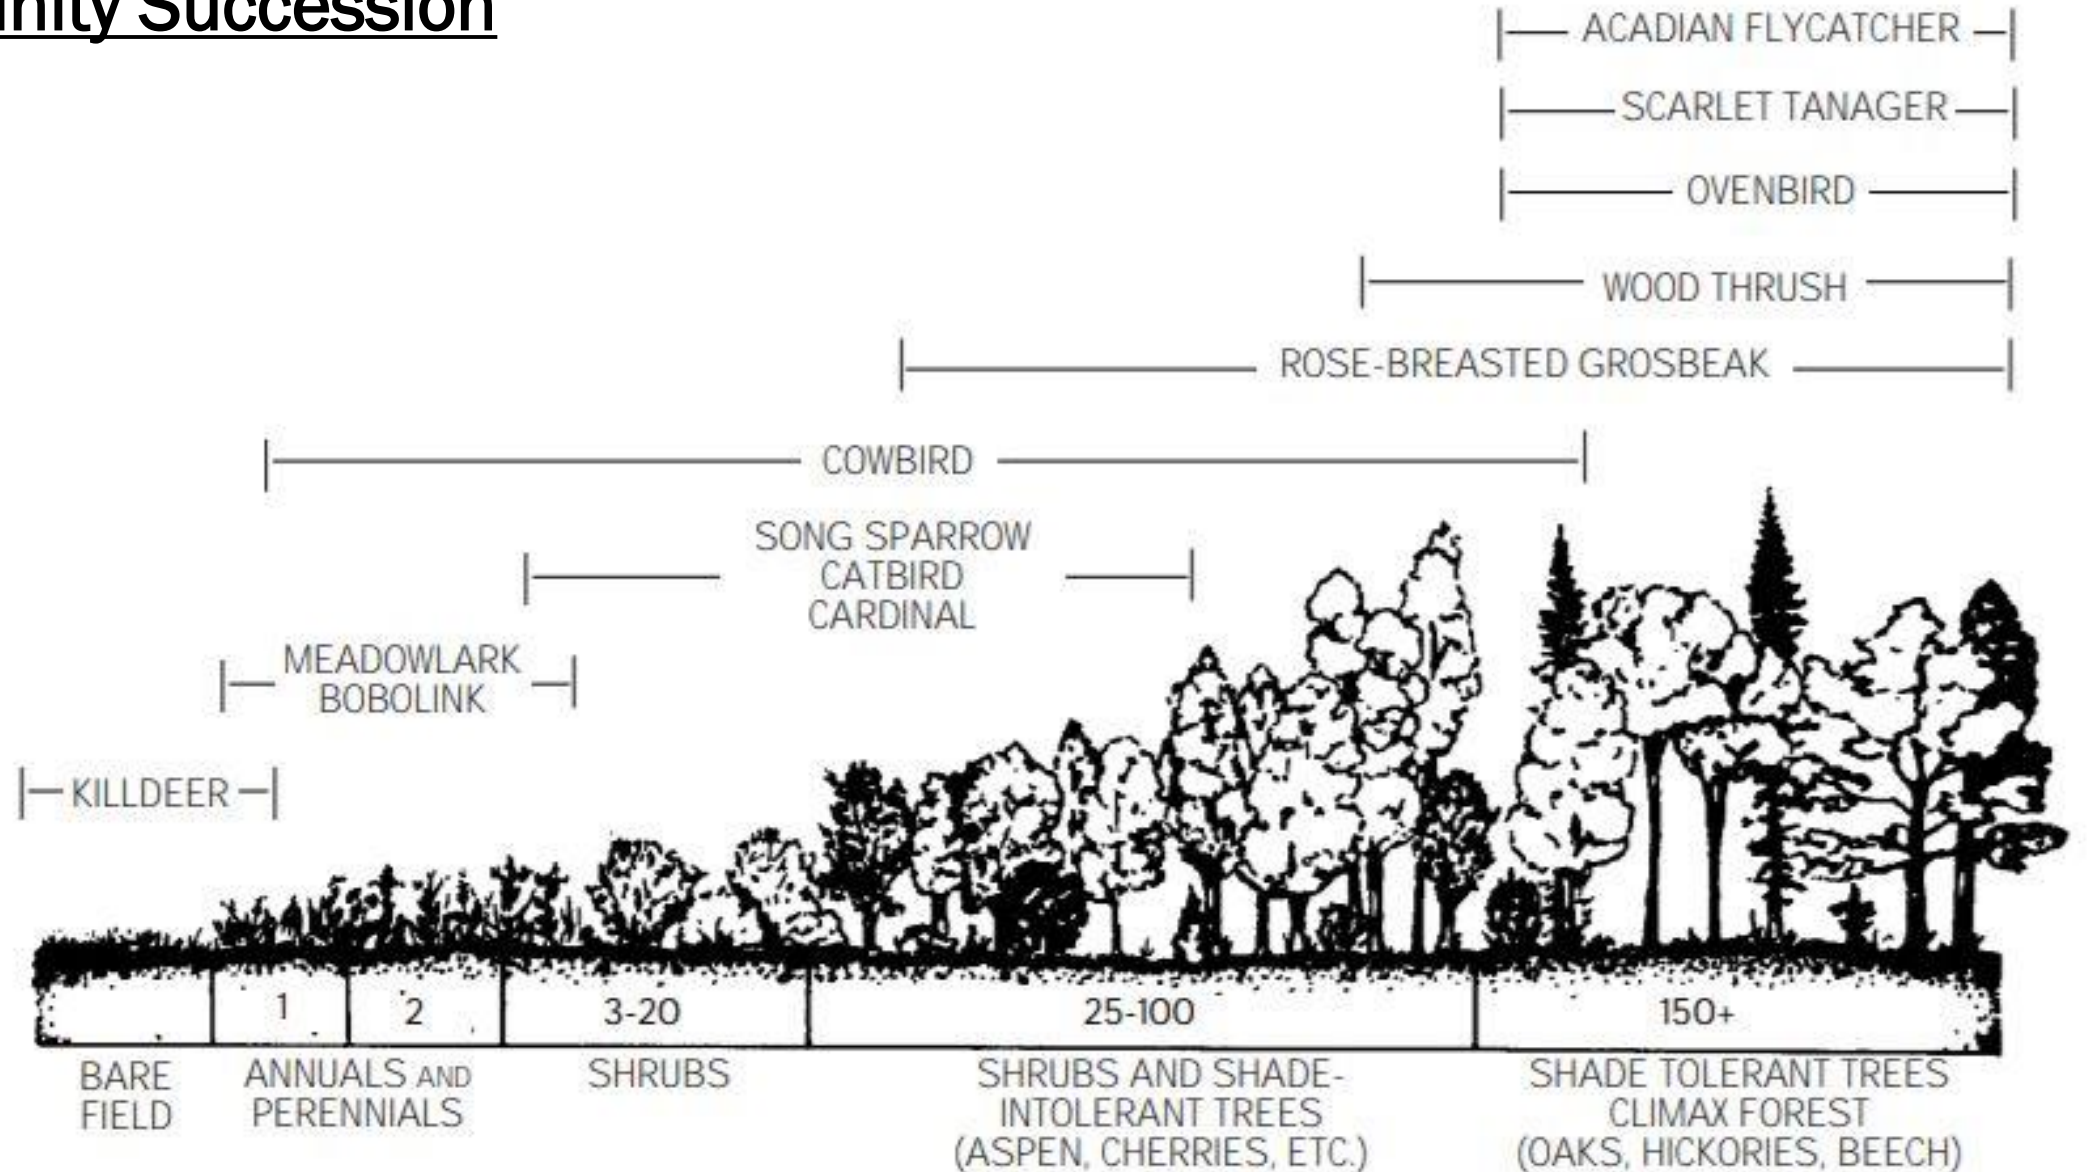 Succession
ACADIAN FLYCATCHER
SCARLET TANAGER
OVENBIRD
WOOD THRUSH
ROSE-BREASTED GROSBEAK
COWBIRD
SONG SPARROW
CATBIRD
CARDINAL
MEADOWLARK
BOBOLINK
KILLDEER
1 2 3-20 25-100 150+
BARE
FIELD
ANNUALS AND
PERENNIALS
SHRUBS
SHRUBS AND SHADE-
INTOLERANT TREES
(ASPEN, CHERRIES, ETC.)
SHADE TOLERANT TREES
CLIMAX FOREST
(OAKS, HICKORIES, BEECH)